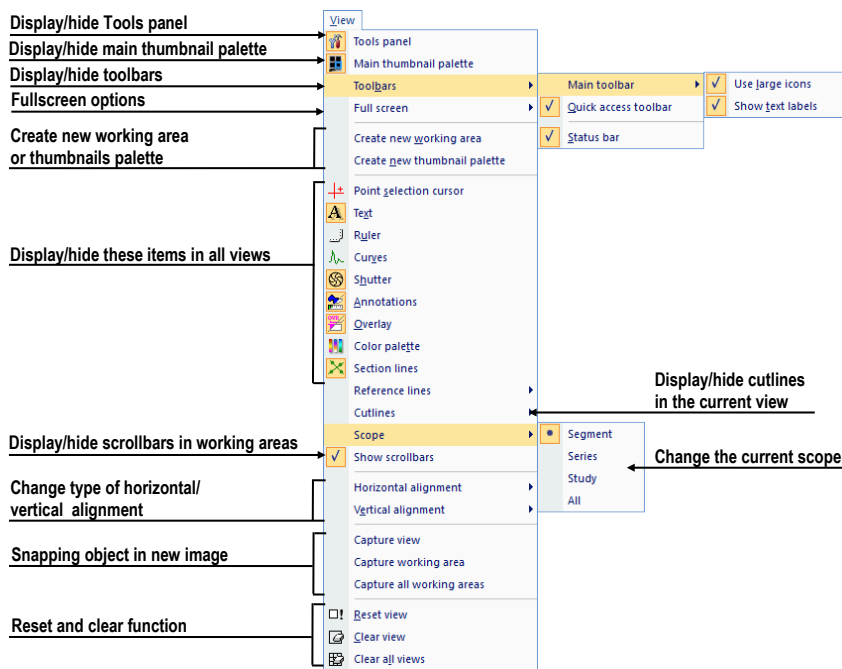 View
Display/hide Tools panel
Tools panel
Display/hide main thumbnail palette
Main thumbnail palette
Display/hide toolbars
Toolbars
Main toolbar
Use large icons
Fullscreen options
Full screen
Quick access toolbar
Show text labels
Create new working area
or thumbnails palette
Create new working area
Status bar
Create new thumbnail palette
Point selection cursor
A Text
Ruler
Display/hide these items in all views
Curves
Shutter
Annotations
OVR Overlay
Color palette
Section lines
Reference lines
Display/hide cutlines
in the current view
Cutlines
Display/hide scrollbars in working areas
Scope
Segment
Show scrollbars
Series
Change the current scope
Study
All
Change type of horizontal/
vertical alignment
Horizontal alignment
Vertical alignment
Snapping object in new image
Capture view
Capture working area
Capture all working areas
Reset and clear function
Reset view
Clear view
Clear all views